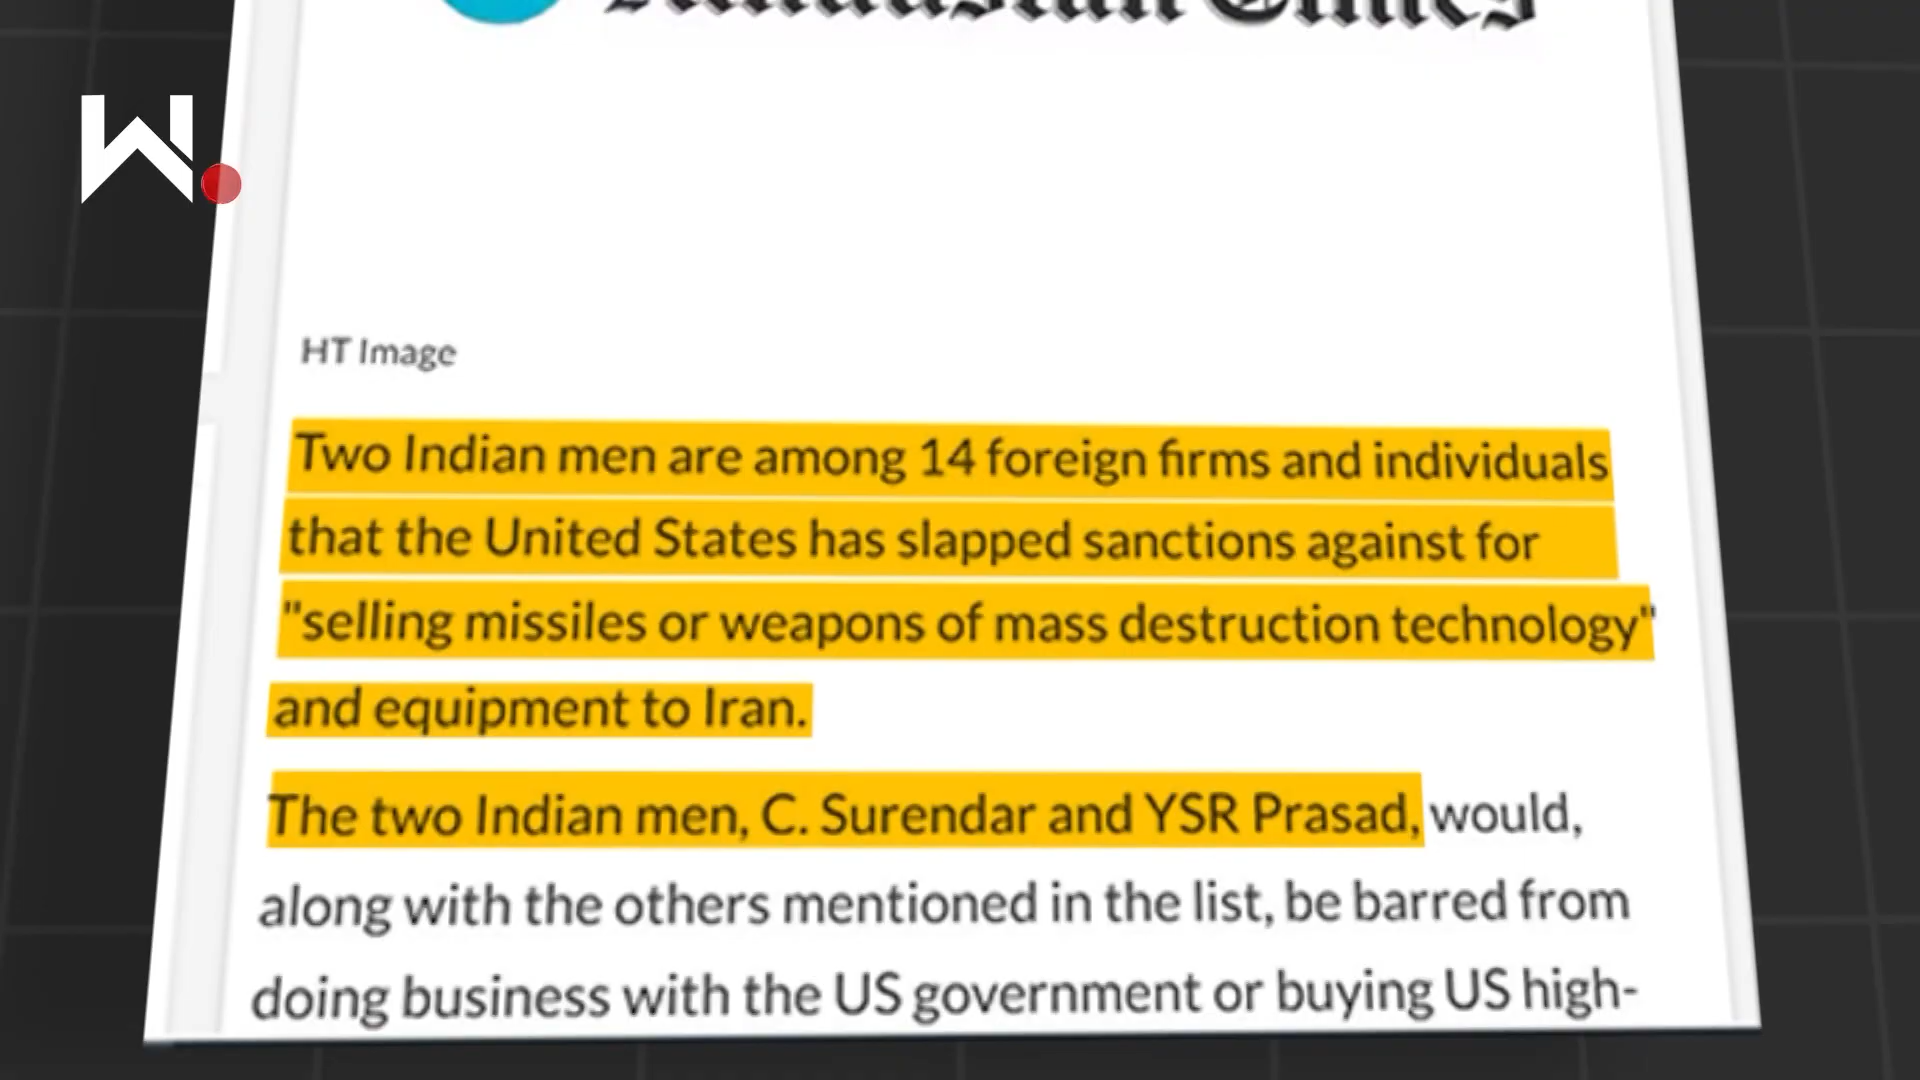 Times
W.
HT Image
Two Indian men are among 14 foreign firms and individuals
that the United States has slapped sanctions against for
"selling missiles or weapons of mass destruction technology"
and equipment to Iran.
The two Indian men, C. Surendar and YSR Prasad, would,
along with the others mentioned in the list, be barred from
doing business with the US government or buying US high-